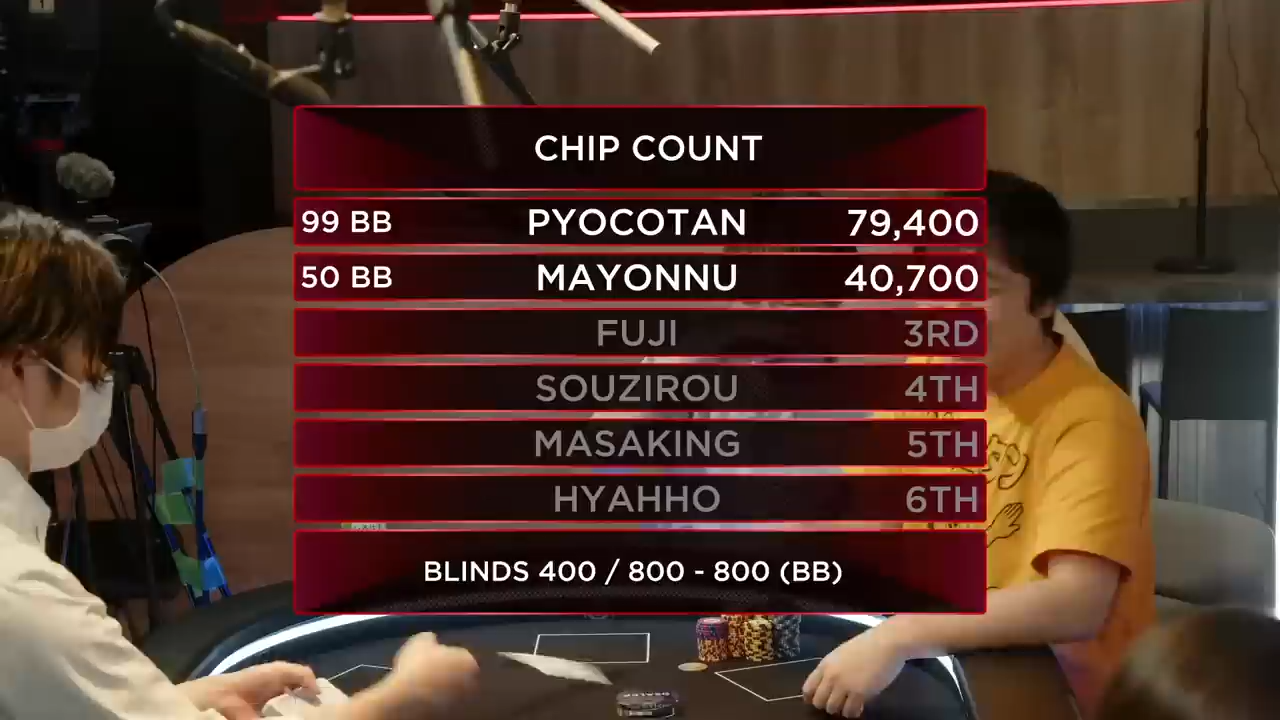 CHIP COUNT
99 BB PYOCOTAN 79,400
50 BB MAYONNU 40,700
FUJI 3RD
SOUZIROU 4TH
MASAKING 5TH
HYAHHO 6TH
BLINDS 400 / 800 - 800 (BB)